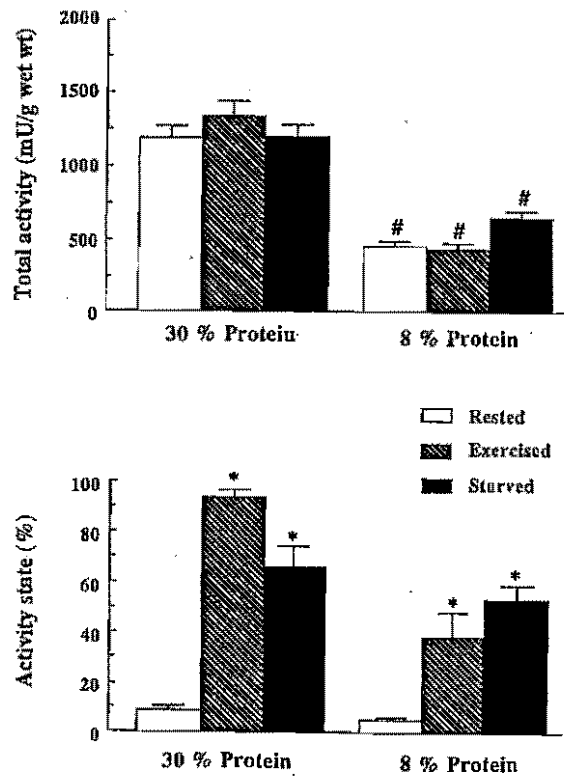 Total activity (mU/g wet wt)
2000
1500
1000
500
0
#
#
#
30 % Protein
8 % Protein
Rested
Exercised
Starved
Activity state (%)
100
80
60
40
20
0
*
*
*
*
30 % Protein
8 % Protein